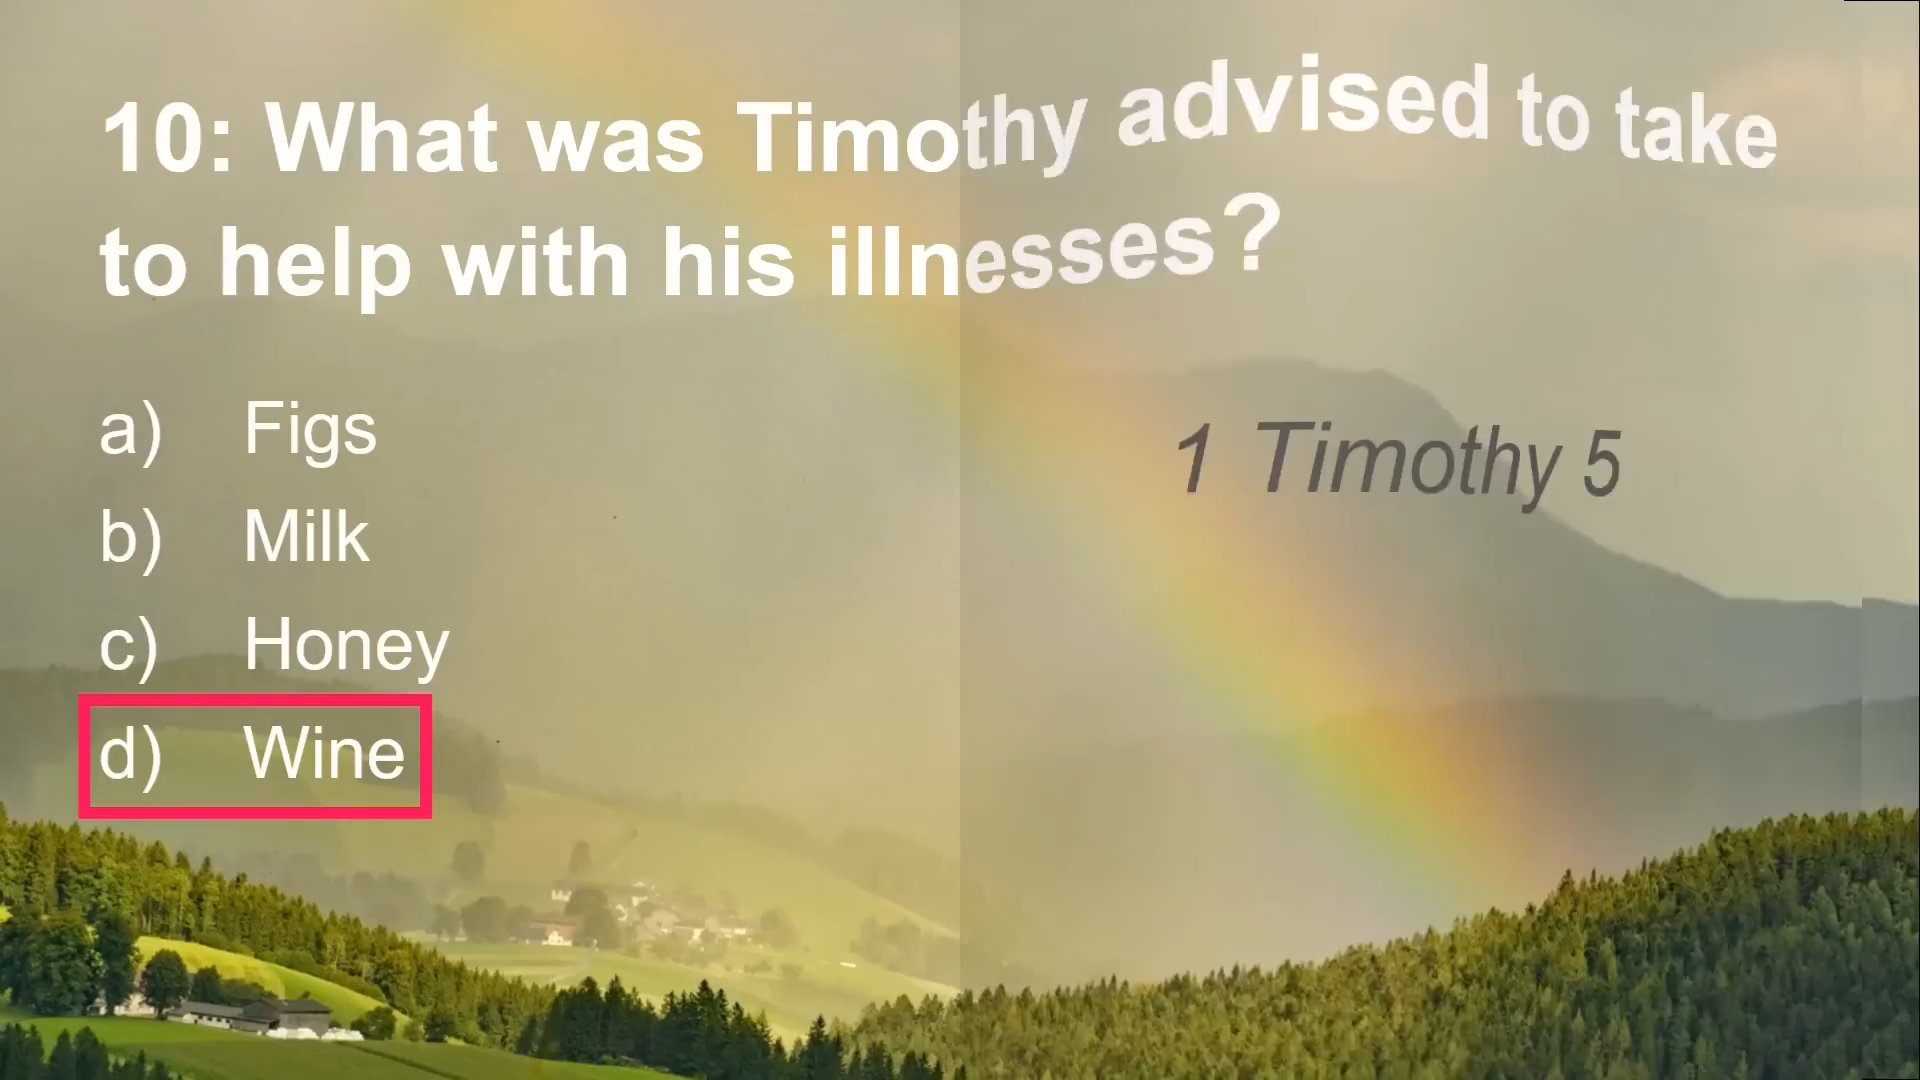 10: What was Timothy advised to take
to help with his illnesses?
a) Figs
b) Milk
c) Honey
d) Wine
1 Timothy 5